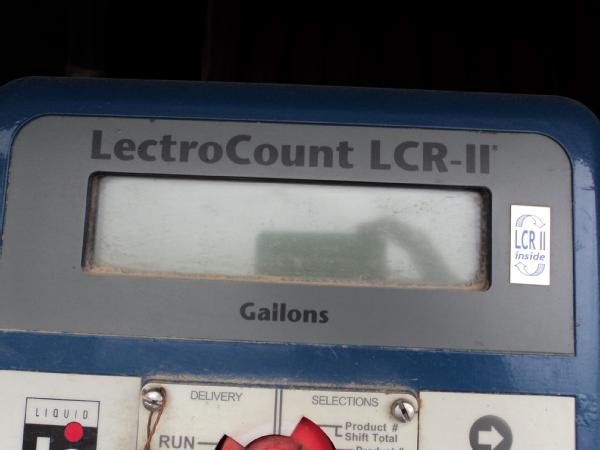 LectroCount LCR-II
LCR II
inside
Gallons
LIQUID
DELIVERY
SELECTIONS
RUN
Product #
Shift Total